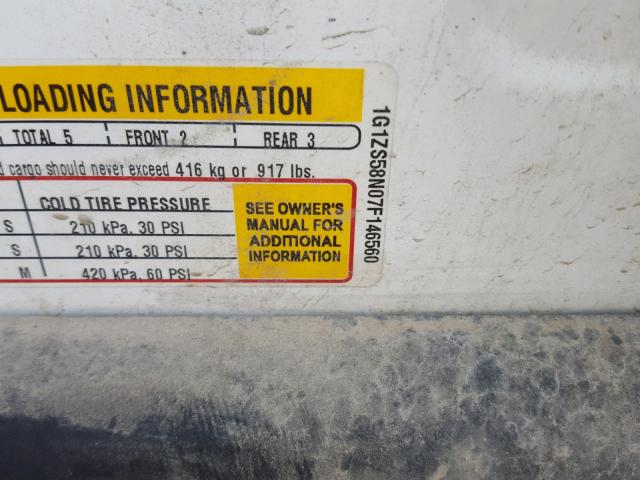 LOADING INFORMATION
TOTAL 5 FRONT 2 REAR 3
cargo should never exceed 416 kg or 917 lbs.
COLD TIRE PRESSURE
S 210 kPa, 30 PSI
S 210 kPa, 30 PSI
M 420 kPa, 60 PSI
SEE OWNER'S
MANUAL FOR
ADDITIONAL
INFORMATION
1G1ZS58N07F146560